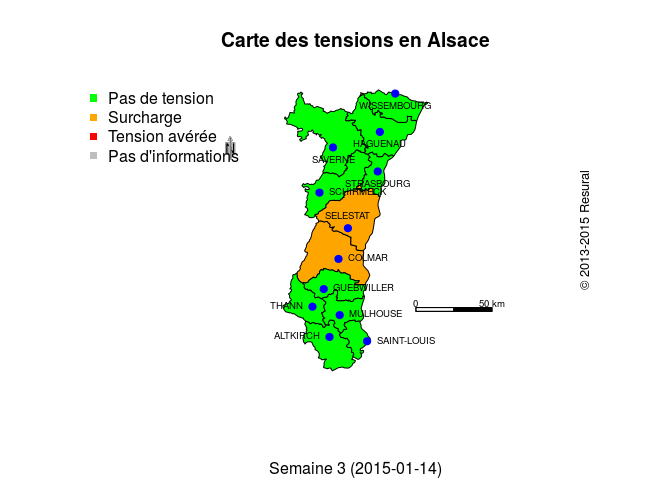 Carte des tensions en Alsace
Pas de tension
Surcharge
Tension avérée
Pas d'informations
WISSEMBOURG
HAGUENAU
SAVERNE
STRASBOURG
SCHIRMECK
SELESTAT
COLMAR
GUEBWILLER
THANN
MULHOUSE
ALTKIRCH
SAINT-LOUIS
0 50 km
© 2013-2015 Resural
Semaine 3 (2015-01-14)